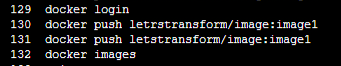 129 docker login
130 docker push letrstransform/image:image1
131 docker push letstransform/image:image1
132 docker images